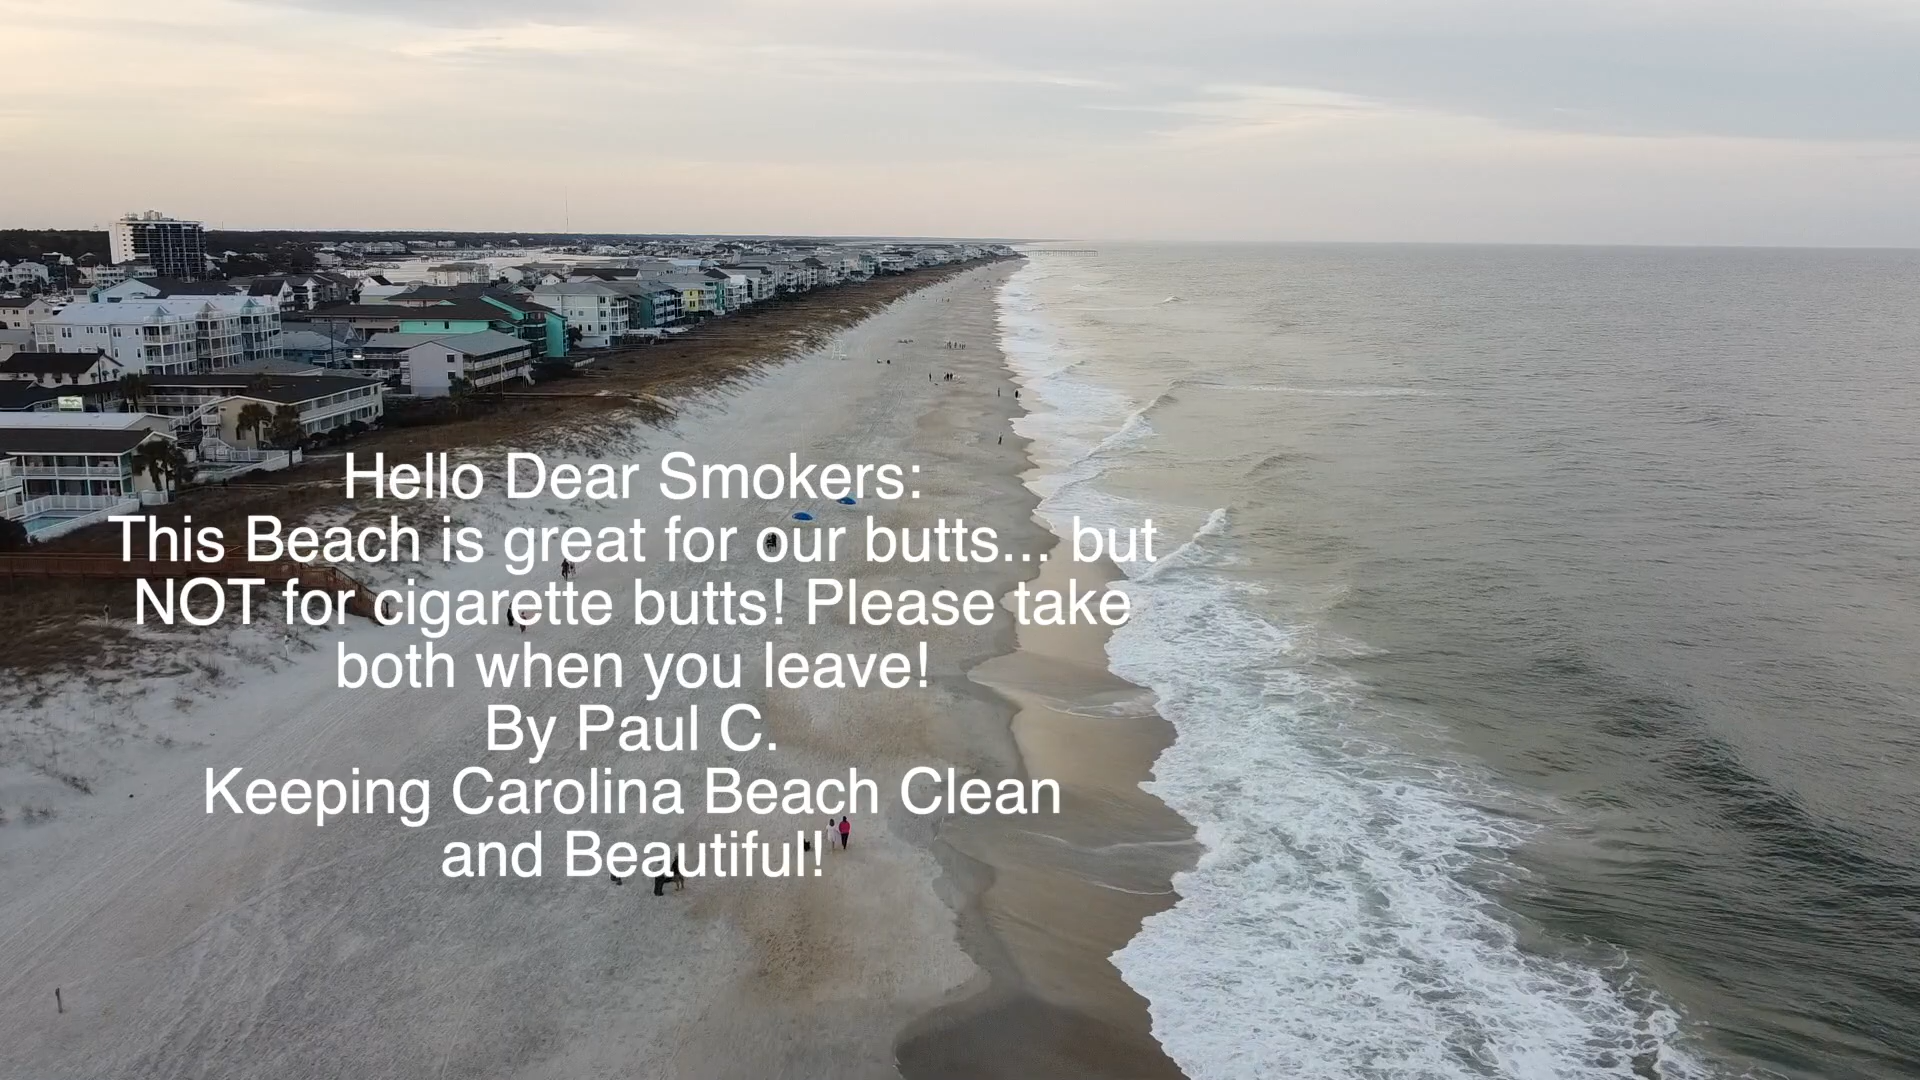 Hello Dear Smokers:
This Beach is great for our butts... but
NOT for cigarette butts! Please take
both when you leave!
By Paul C.
Keeping Carolina Beach Clean
and Beautiful!